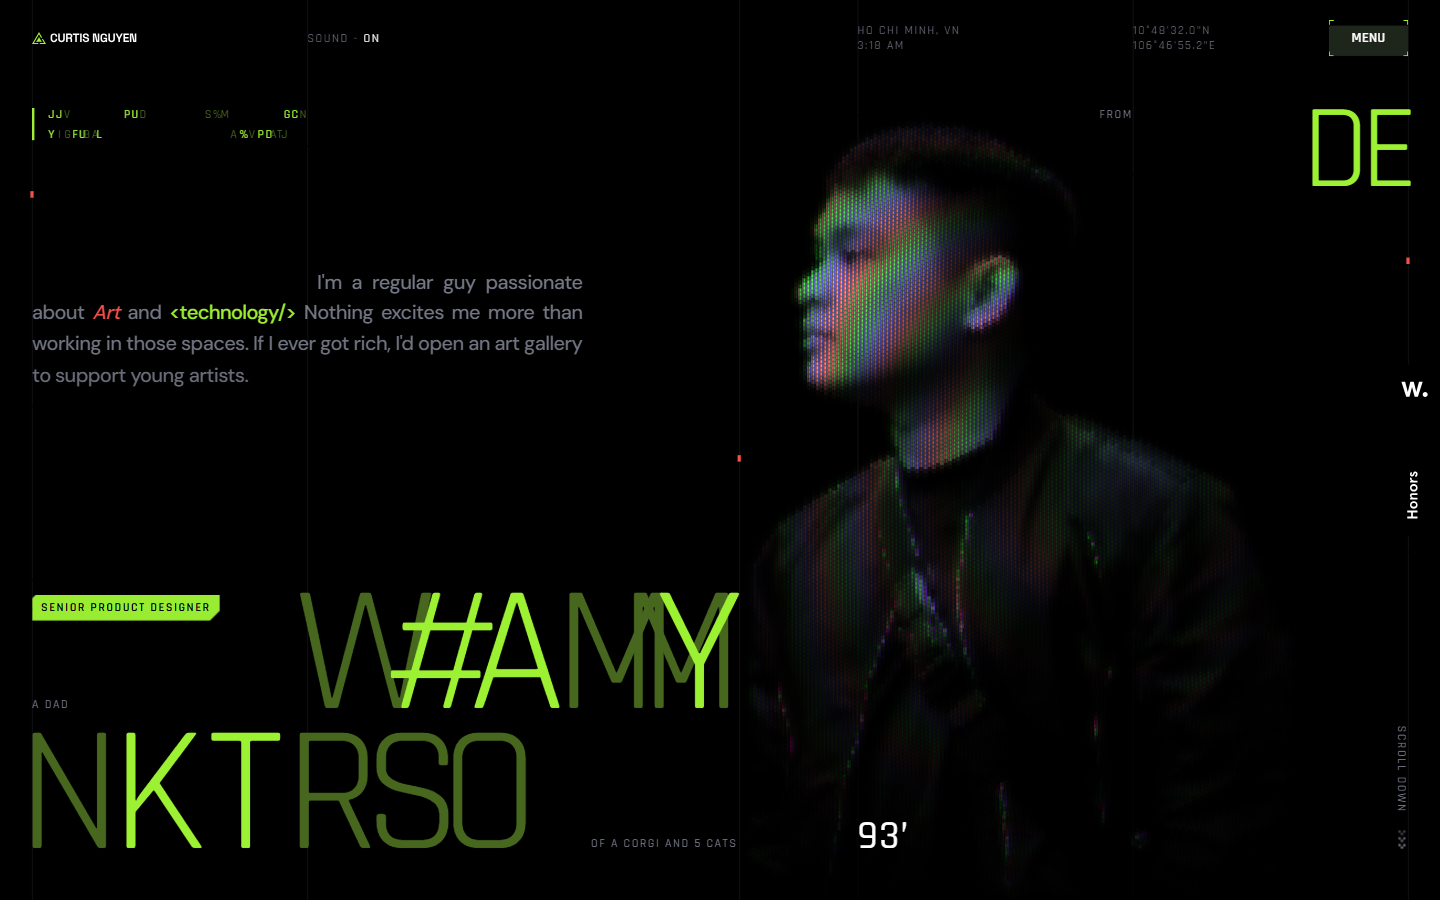 CURTIS NGUYEN
SOUND - ON
HO CHI MINH, VN
3:18 AM
10°48'32.0"N
106°46'55.2"E
MENU
FROM
DE
I'm a regular guy passionate
about Art and <technology/> Nothing excites me more than
working in those spaces. If I ever got rich, I'd open an art gallery
to support young artists.
W.
Honors
SENIOR PRODUCT DESIGNER
A DAD
NKTRSO
OF A CORGI AND 5 CATS
93'
SCROLL DOWN